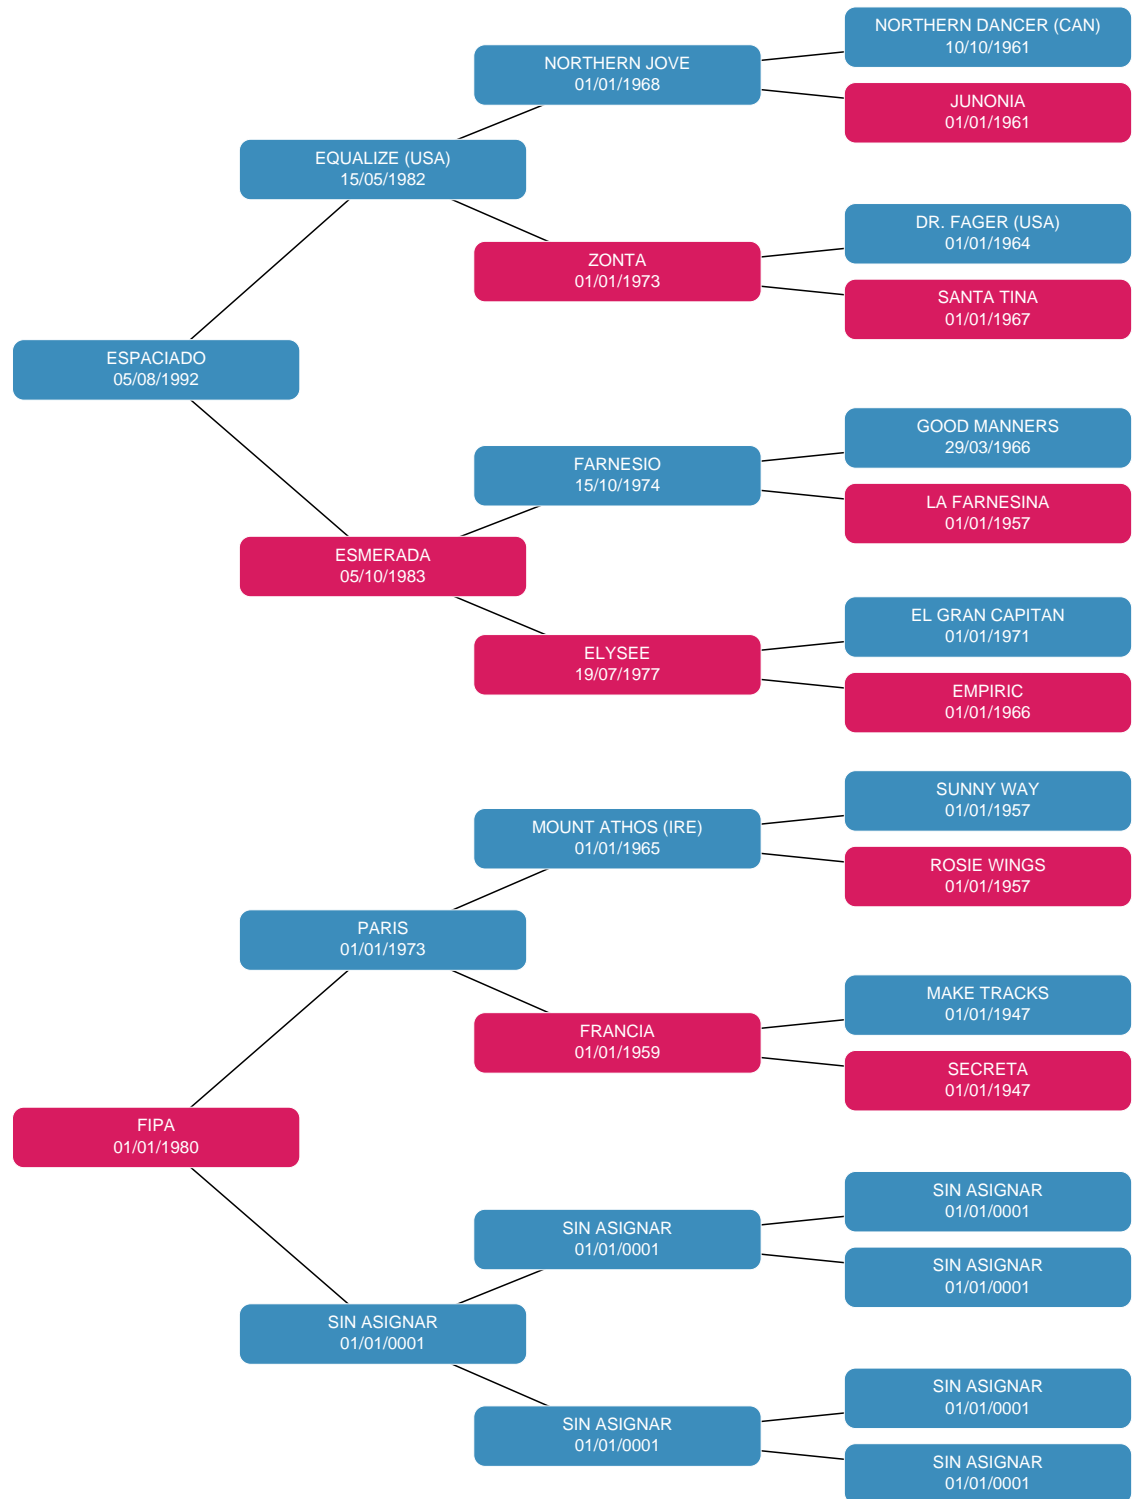 NORTHERN DANCER (CAN)
10/10/1961
NORTHERN JOVE
01/01/1968
JUNONIA
01/01/1961
EQUALIZE (USA)
15/05/1982
DR. FAGER (USA)
01/01/1964
ZONTA
01/01/1973
SANTA TINA
01/01/1967
ESPACIADO
05/08/1992
GOOD MANNERS
29/03/1966
FARNESIO
15/10/1974
LA FARNESINA
01/01/1957
ESMERADA
05/10/1983
EL GRAN CAPITAN
01/01/1971
ELYSEE
19/07/1977
EMPIRIC
01/01/1966
SUNNY WAY
01/01/1957
MOUNT ATHOS (IRE)
01/01/1965
ROSIE WINGS
01/01/1957
PARIS
01/01/1973
MAKE TRACKS
01/01/1947
FRANCIA
01/01/1959
SECRETA
01/01/1947
FIPA
01/01/1980
SIN ASIGNAR
01/01/0001
SIN ASIGNAR
01/01/0001
SIN ASIGNAR
01/01/0001
SIN ASIGNAR
01/01/0001
SIN ASIGNAR
01/01/0001
SIN ASIGNAR
01/01/0001
SIN ASIGNAR
01/01/0001